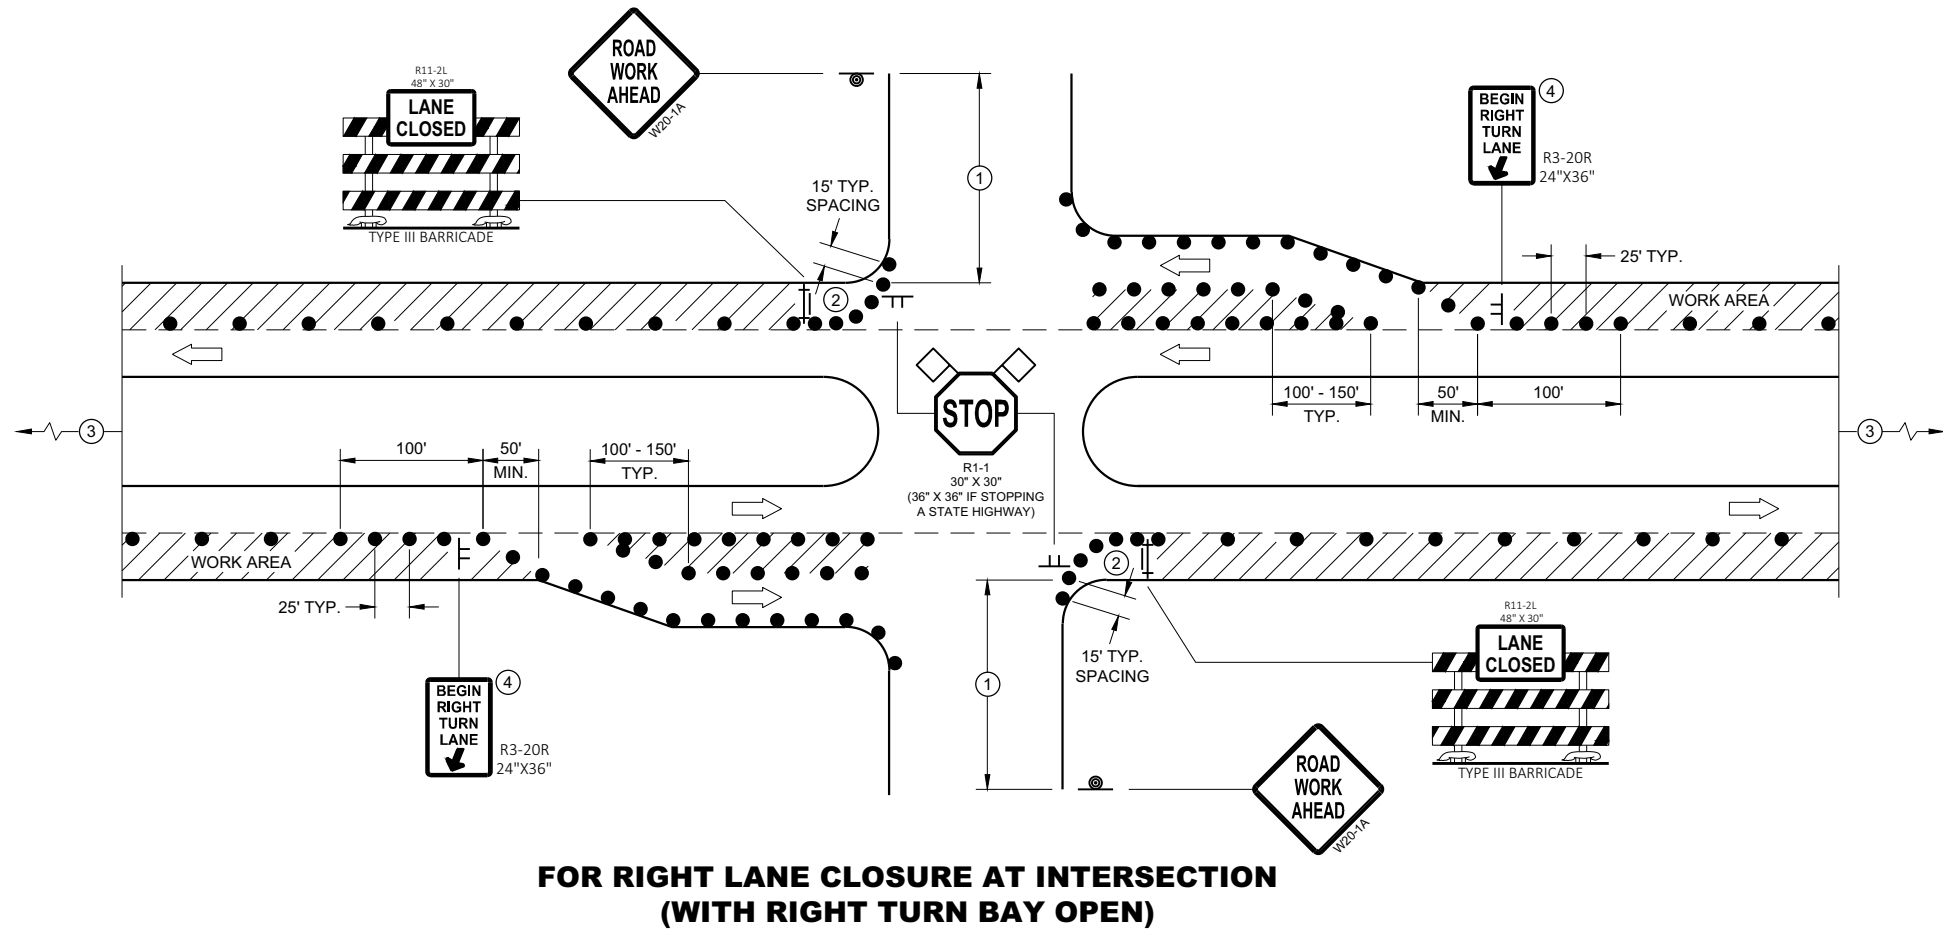 ROAD
WORK
AHEAD
W20-1A
R11-2L
48" X 30"
LANE
CLOSED
TYPE III BARRICADE
15' TYP.
SPACING
1
2
BEGIN
RIGHT
TURN
LANE
4
R3-20R
24"X36"
25' TYP.
WORK AREA
100' - 150'
TYP.
50'
MIN.
100'
3
3
STOP
R1-1
30" X 30"
(36" X 36" IF STOPPING
A STATE HIGHWAY)
100'
50'
MIN.
100' - 150'
TYP.
WORK AREA
25' TYP.
BEGIN
RIGHT
TURN
LANE
4
R3-20R
24"X36"
2
15' TYP.
SPACING
1
R11-2L
48" X 30"
LANE
CLOSED
TYPE III BARRICADE
ROAD
WORK
AHEAD
W20-1A
FOR RIGHT LANE CLOSURE AT INTERSECTION
(WITH RIGHT TURN BAY OPEN)